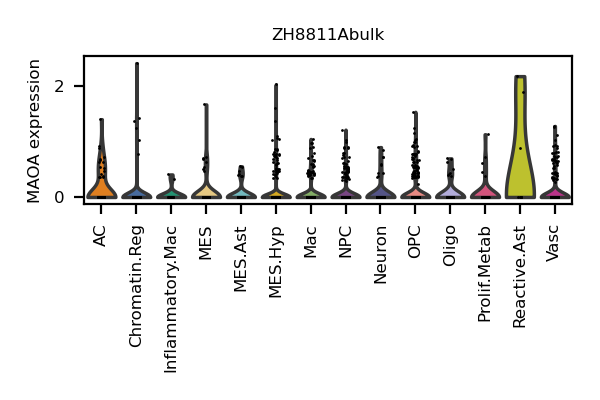 ZH8811Abulk
MAOA expression
2
0
AC
Chromatin.Reg
Inflammatory.Mac
MES
MES.Ast
MES.Hyp
Mac
NPC
Neuron
OPC
Oligo
Prolif.Metab
Reactive.Ast
Vasc